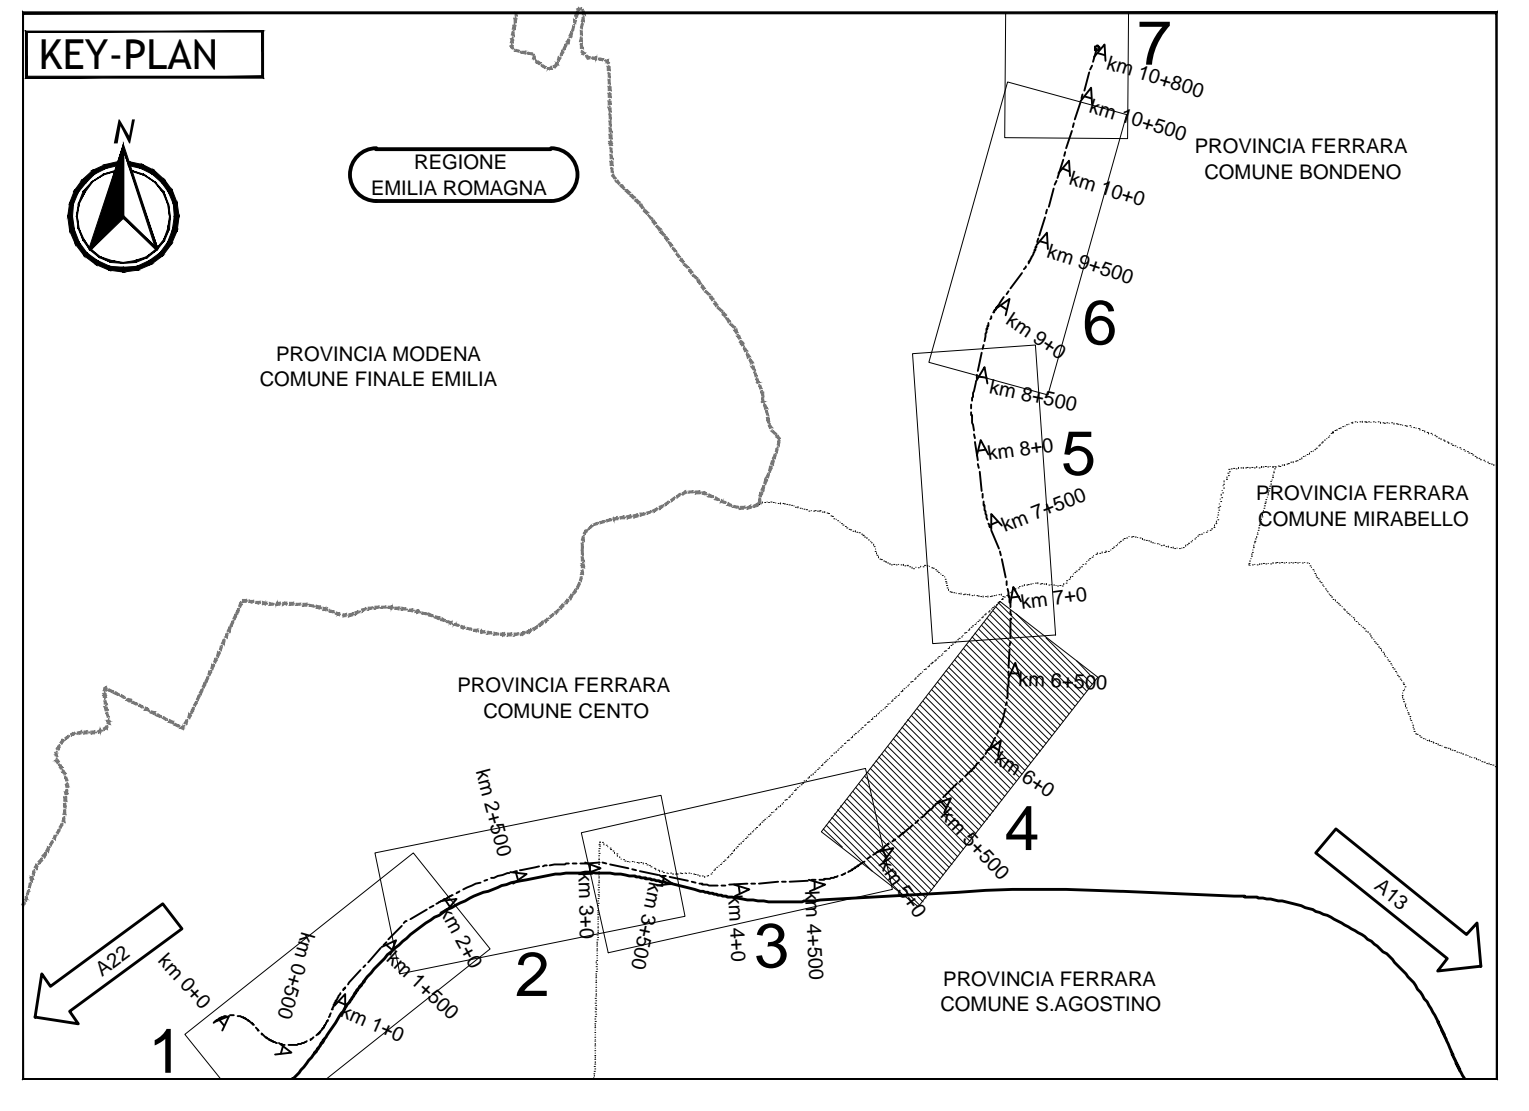 KEY-PLAN
N
REGIONE
EMILIA ROMAGNA
7
km 10+800
km 10+500
PROVINCIA FERRARA
COMUNE BONDENO
km 10+0
km 9+500
6
km 9+0
PROVINCIA MODENA
COMUNE FINALE EMILIA
km 8+500
5
km 8+0
km 7+500
PROVINCIA FERRARA
COMUNE MIRABELLO
km 7+0
km 6+500
PROVINCIA FERRARA
COMUNE CENTO
km 6+0
4
km 5+500
km 5+0
km 2+500
km 3+0
km 3+500
km 4+0
km 4+500
3
2
km 2+0
km 1+500
km 1+0
km 0+500
km 0+0
1
A22
A13
PROVINCIA FERRARA
COMUNE S.AGOSTINO